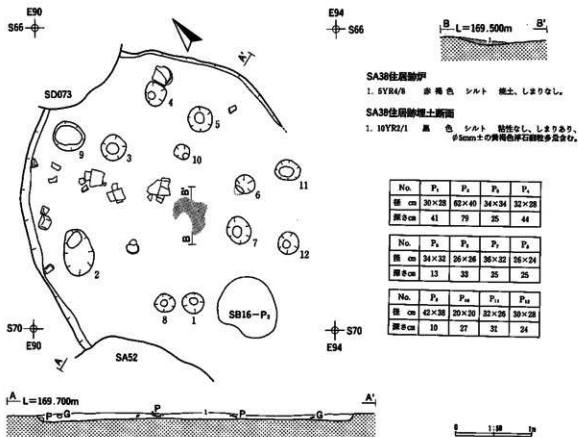 E90
S66
E94
S66
B L=169.500m B'
1
SA38住居跡炉
1. 5YR4/8 赤褐色 シルト 焼土、しまりなし。
SA38住居跡埋土断面
1. 10YR2/1 黒色 シルト 粘性なし、しまりあり、
φ5mm±の黄褐色浮石細粒多量含む。
A'
SD073
4
5
9
3
10
11
6
B'
B
7
12
2
8
1
SB16-P₂
S70
E90
A
SA52
S70
E94
No. P₁ P₂ P₃ P₄
径 cm 30×28 62×40 34×34 32×28
深さcm 41 79 25 44
No. P₅ P₆ P₇ P₈
径 cm 34×32 26×26 36×32 26×24
深さcm 13 33 25 25
No. P₉ P₁₀ P₁₁ P₁₂
径 cm 42×38 20×20 32×26 30×28
深さcm 10 27 31 24
A L=169.700m A'
P G P 1 P G
0 1:50 1m